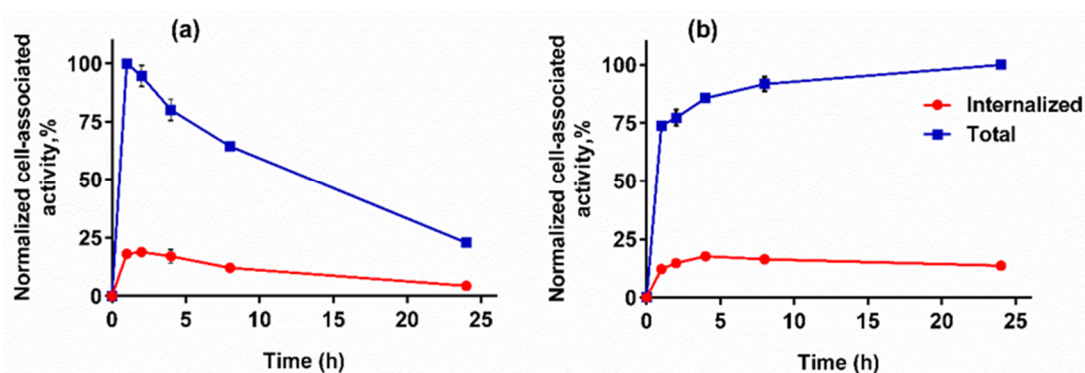 (a)
Normalized cell-associated
activity,%
100
75
50
25
0
0 5 10 15 20 25
Time (h)
(b)
Normalized cell-associated
activity,%
100
75
50
25
0
0 5 10 15 20 25
Time (h)
Internalized
Total